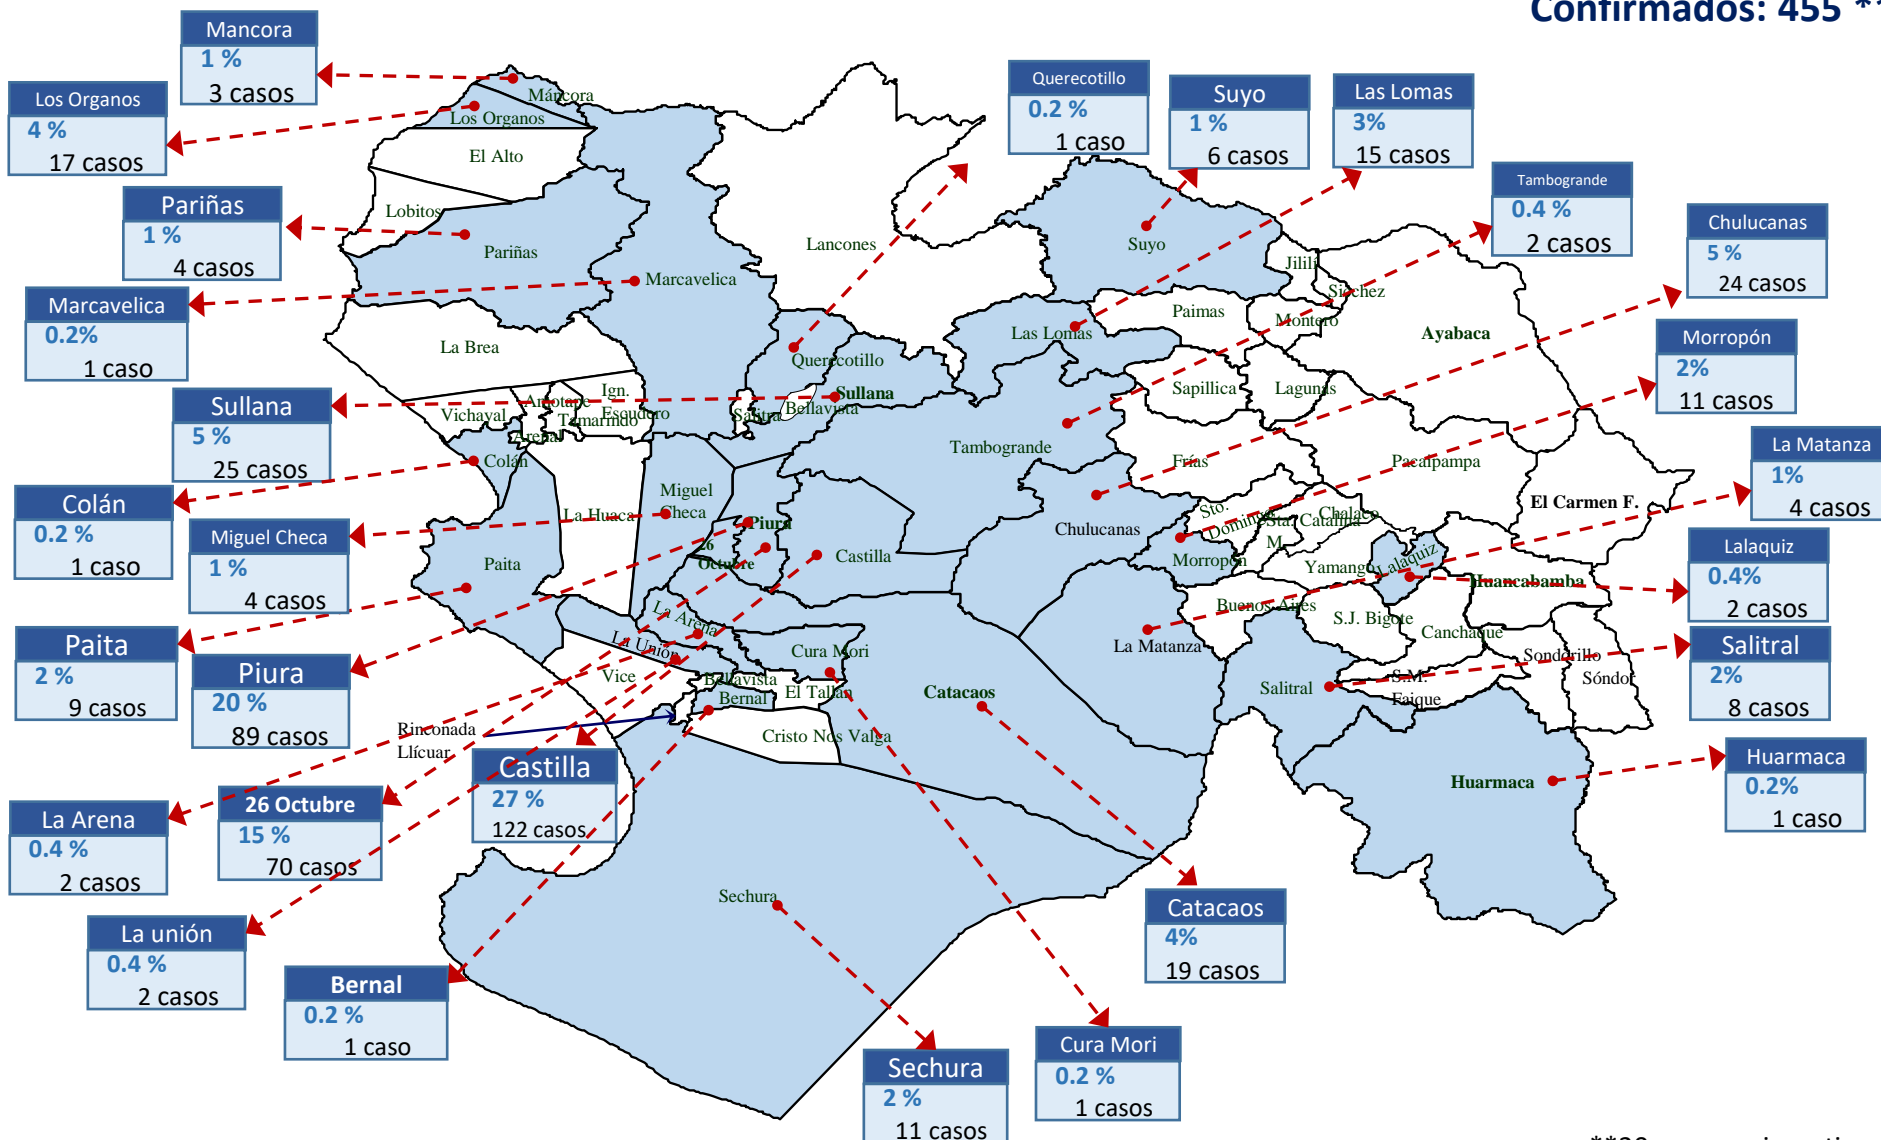 Confirmados: 455 **
Mancora
1 %
3 casos
Los Organos
4 %
17 casos
Pariñas
1 %
4 casos
Marcavelica
0.2%
1 caso
Sullana
5 %
25 casos
Colán
0.2 %
1 caso
Miguel Checa
1 %
4 casos
Paita
2 %
9 casos
Piura
20 %
89 casos
La Arena
0.4 %
2 casos
26 Octubre
15 %
70 casos
La unión
0.4 %
2 casos
Castilla
27 %
122 casos
Bernal
0.2 %
1 caso
Sechura
2 %
11 casos
Cura Mori
0.2 %
1 casos
Catacaos
4%
19 casos
Querecotillo
0.2 %
1 caso
Suyo
1 %
6 casos
Las Lomas
3%
15 casos
Tambogrande
0.4 %
2 casos
Chulucanas
5 %
24 casos
Morropón
2%
11 casos
La Matanza
1%
4 casos
Lalaquiz
0.4%
2 casos
Salitral
2%
8 casos
Huarmaca
0.2%
1 caso
Máncora
Los Organos
El Alto
Lobitos
Pariñas
Marcavelica
Lancones
La Brea
Querecotillo
Sullana
Bellavista
Salitra
Vichayal
Amotape
Ign.
Escudero
Tamarindo
Arenal
Colán
La Huaca
Miguel
Checa
Piura
26
Octubre
Castilla
Paita
La Arena
La Unión
Cura Mori
Vice
Bellavista
Bernal
El Tallan
Rinconada
Llícuar
Cristo Nos Valga
Catacaos
Sechura
Suyo
Jililí
Sicchez
Paimas
Montero
Ayabaca
Las Lomas
Sapillica
Lagunas
Tambogrande
Frías
Pacaipampa
El Carmen F.
Chulucanas
Sto.
Domingo
Sta. Catalina
M.
Chalaco
Morropón
Yamango
Lalaquiz
Huancabamba
Buenos Aires
S.J. Bigote
Canchaque
La Matanza
Sondorillo
Sóndor
Salitral
S.M.
Faique
Huarmaca